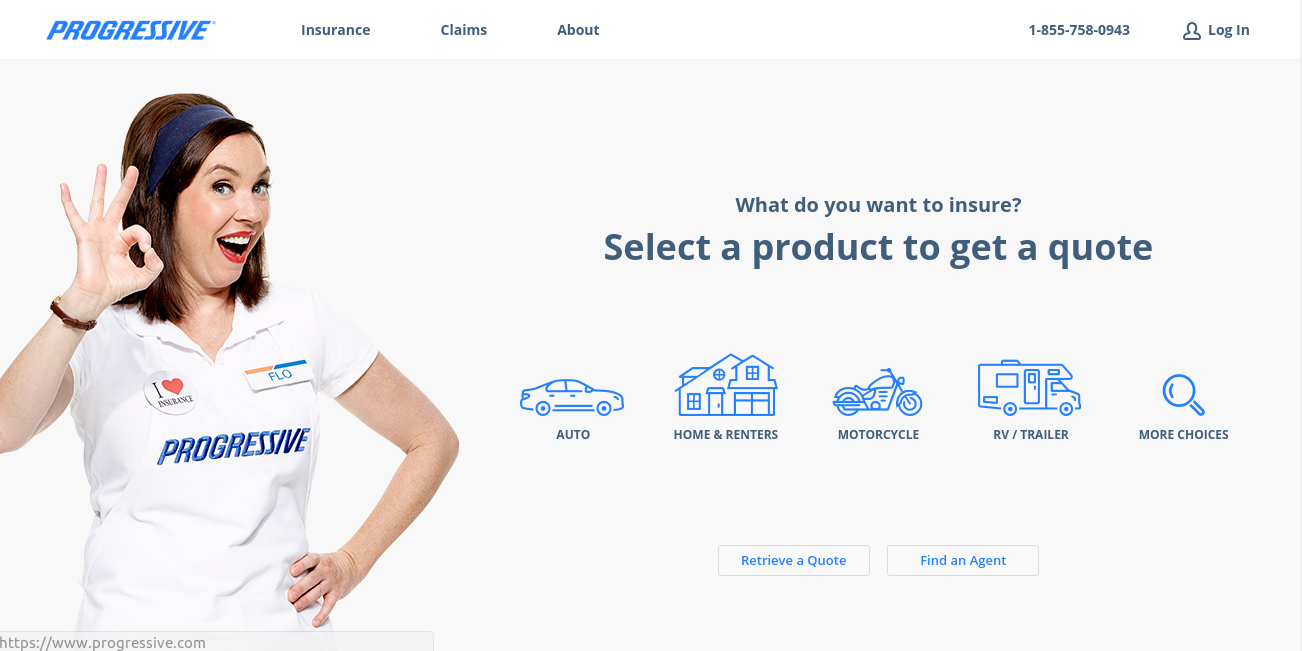 PROGRESSIVE®
Insurance
Claims
About
1-855-758-0943
Log In
What do you want to insure?
Select a product to get a quote
FLO
I
INSURANCE
PROGRESSIVE
AUTO
HOME & RENTERS
MOTORCYCLE
RV / TRAILER
MORE CHOICES
Retrieve a Quote
Find an Agent
https://www.progressive.com